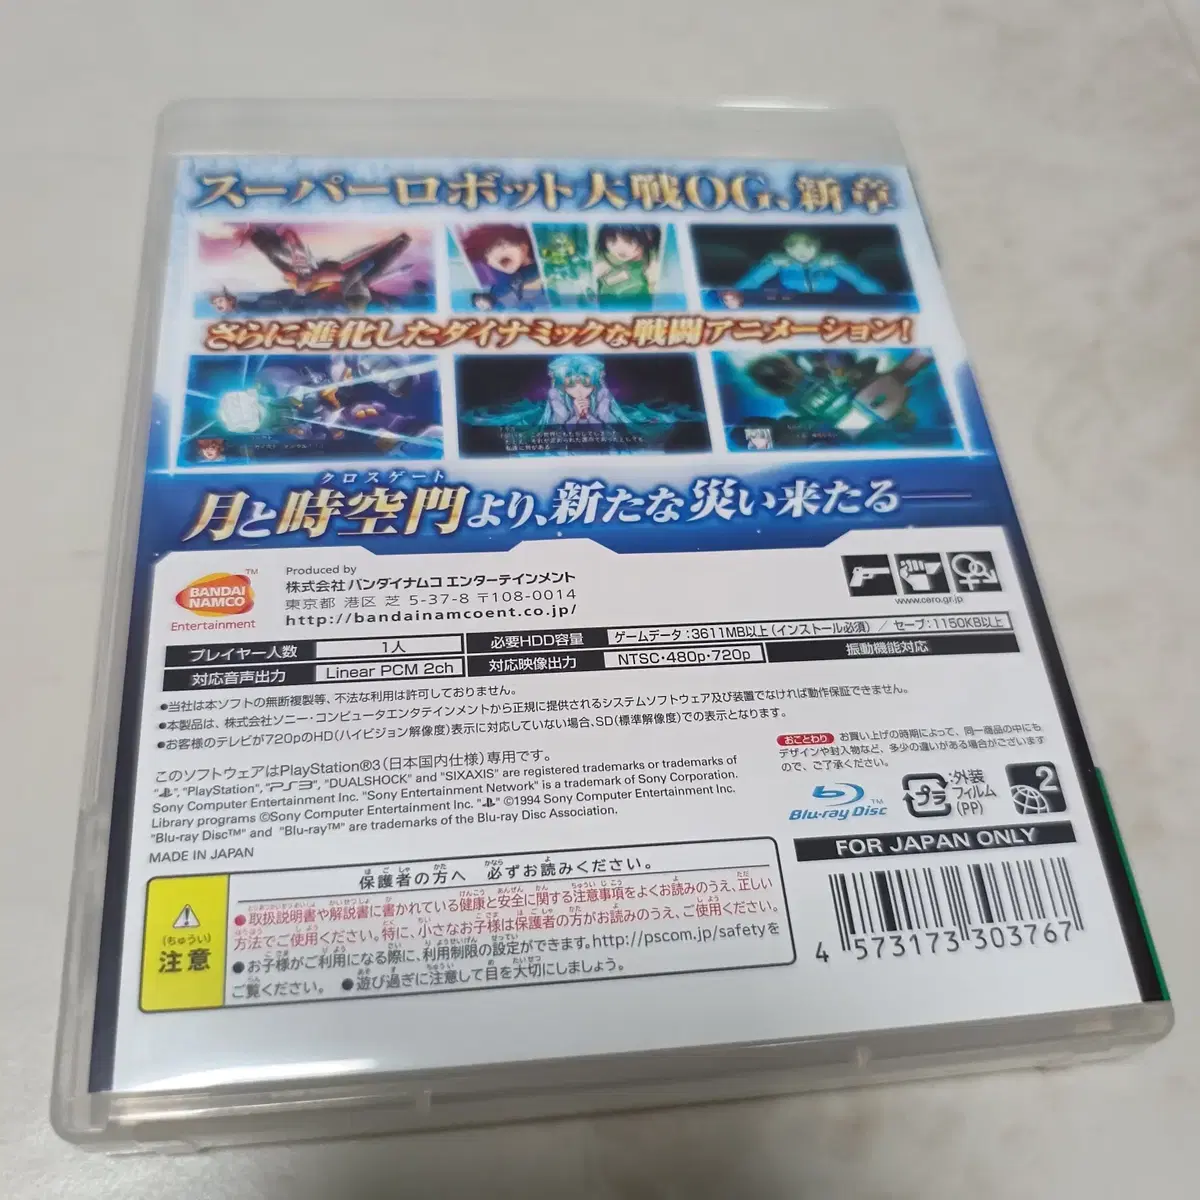 スーパーロボット大戦OG、新章
さらに進化したダイナミックな戦闘アニメーション!
クロスゲート
月と時空門より、新たな災い来たる――
BANDAI
NAMCO
TM
Entertainment
Produced by
株式会社 バンダイナムコ エンターテインメント
東京都 港区 芝 5-37-8 〒108-0014
http://bandainamcoent.co.jp/
www.cero.gr.jp
プレイヤー人数 1人 必要HDD容量 ゲームデータ:3611MB以上(インストール必須) / セーブ:1150KB以上
対応音声出力 Linear PCM 2ch 対応映像出力 NTSC・480p・720p 振動機能対応
●当社は本ソフトの無断複製等、不法な利用は許可しておりません。
●本製品は、株式会社ソニー・コンピュータエンタテインメントから正規に提供されるシステムソフトウェア及び装置でなければ動作保証できません。
●お客様のテレビが720pのHD(ハイビジョン解像度)表示に対応していない場合、SD(標準解像度)での表示となります。
このソフトウェアはPlayStation®3(日本国内仕様)専用です。
"", "PlayStation", "PS3", "DUALSHOCK" and "SIXAXIS" are registered trademarks or trademarks of
Sony Computer Entertainment Inc. "Sony Entertainment Network" is a trademark of Sony Corporation.
Library programs ©Sony Computer Entertainment Inc. "" ©1994 Sony Computer Entertainment Inc.
"Blu-ray Disc™" and "Blu-ray™" are trademarks of the Blu-ray Disc Association.
MADE IN JAPAN
おことわり お買い上げの時期によって、同一商品の中にも
デザインや封入物など、多少の違いがある場合がございます
ので、ご了承ください。
Blu-ray Disc TM
プラ
:外装
フィルム
(PP)
2
FOR JAPAN ONLY
4 573173 303767
(ちゅうい)
注意
保護者の方へ 必ずお読みください。
●取扱説明書や解説書に書かれている健康と安全に関する注意事項をよくお読みのうえ、正しい
方法でご使用ください。特に、小さなお子様は保護者の方がお読みのうえ、ご使用ください。
●お子様がご利用になる際に、利用制限の設定ができます。http://pscom.jp/safetyを
ご覧ください。 ●遊び過ぎに注意して目を大切にしましょう。